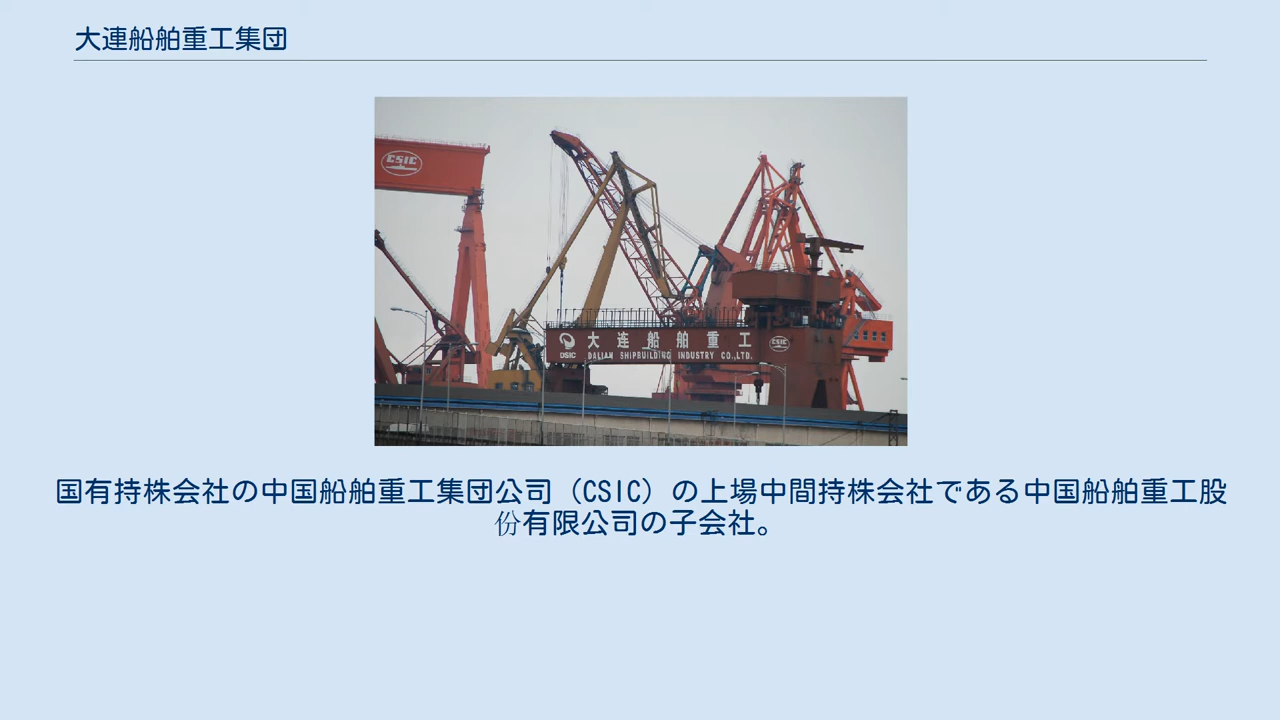 大連船舶重工集団
CSIC
大连船舶重工
DSIC
DALIAN SHIPBUILDING INDUSTRY CO.,LTD.
CSIC
国有持株会社の中国船舶重工集団公司（CSIC）の上場中間持株会社である中国船舶重工股
份有限公司の子会社。